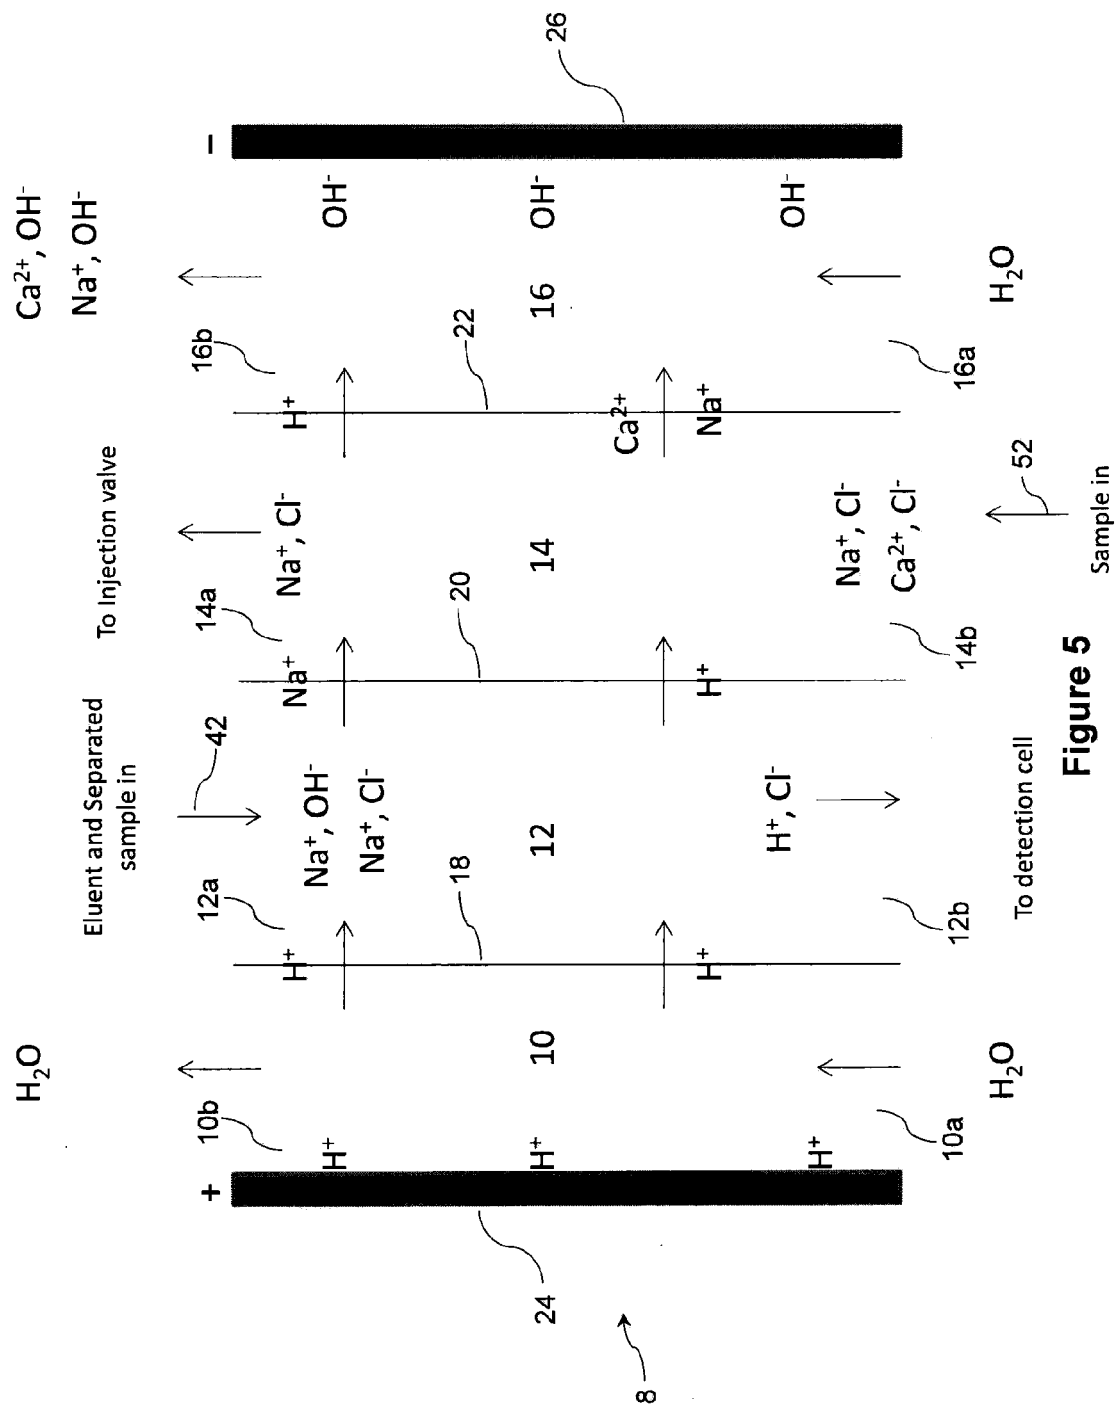 H₂O
Ca²⁺, OH⁻
Na⁺, OH⁻
Eluent and Separated
sample in
To Injection valve
+
10b
12a
42
14a
16b
−
H⁺
Na⁺
Na⁺, Cl⁻
H⁺
H⁺
Na⁺, OH⁻
Na⁺, Cl⁻
OH⁻
18
20
22
24
H⁺
10
12
14
16
OH⁻
26
8
Ca²⁺
H⁺
H⁺
Na⁺
H⁺
H⁺, Cl⁻
OH⁻
Na⁺, Cl⁻
Ca²⁺, Cl⁻
10a
12b
14b
16a
H₂O
To detection cell
52
H₂O
Sample in
Figure 5